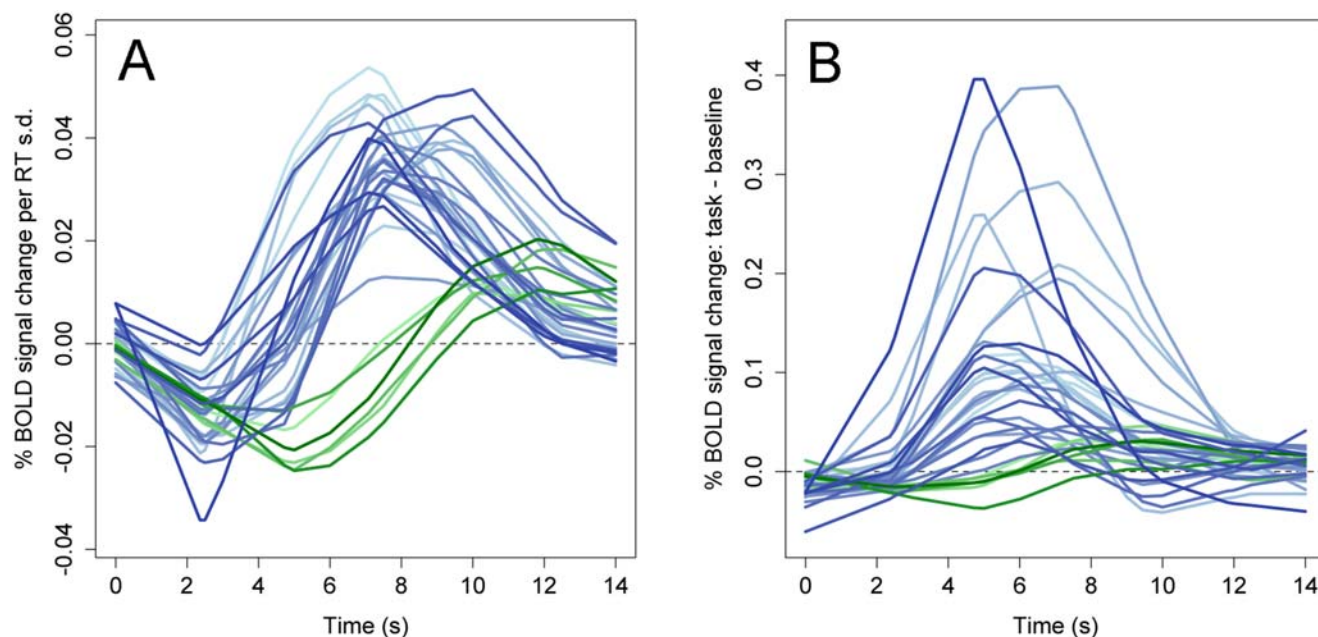 A
% BOLD signal change per RT s.d.
0.06
0.04
0.02
0.00
-0.02
-0.04
0 2 4 6 8 10 12 14
Time (s)
B
% BOLD signal change: task - baseline
0.4
0.3
0.2
0.1
0.0
0 2 4 6 8 10 12 14
Time (s)